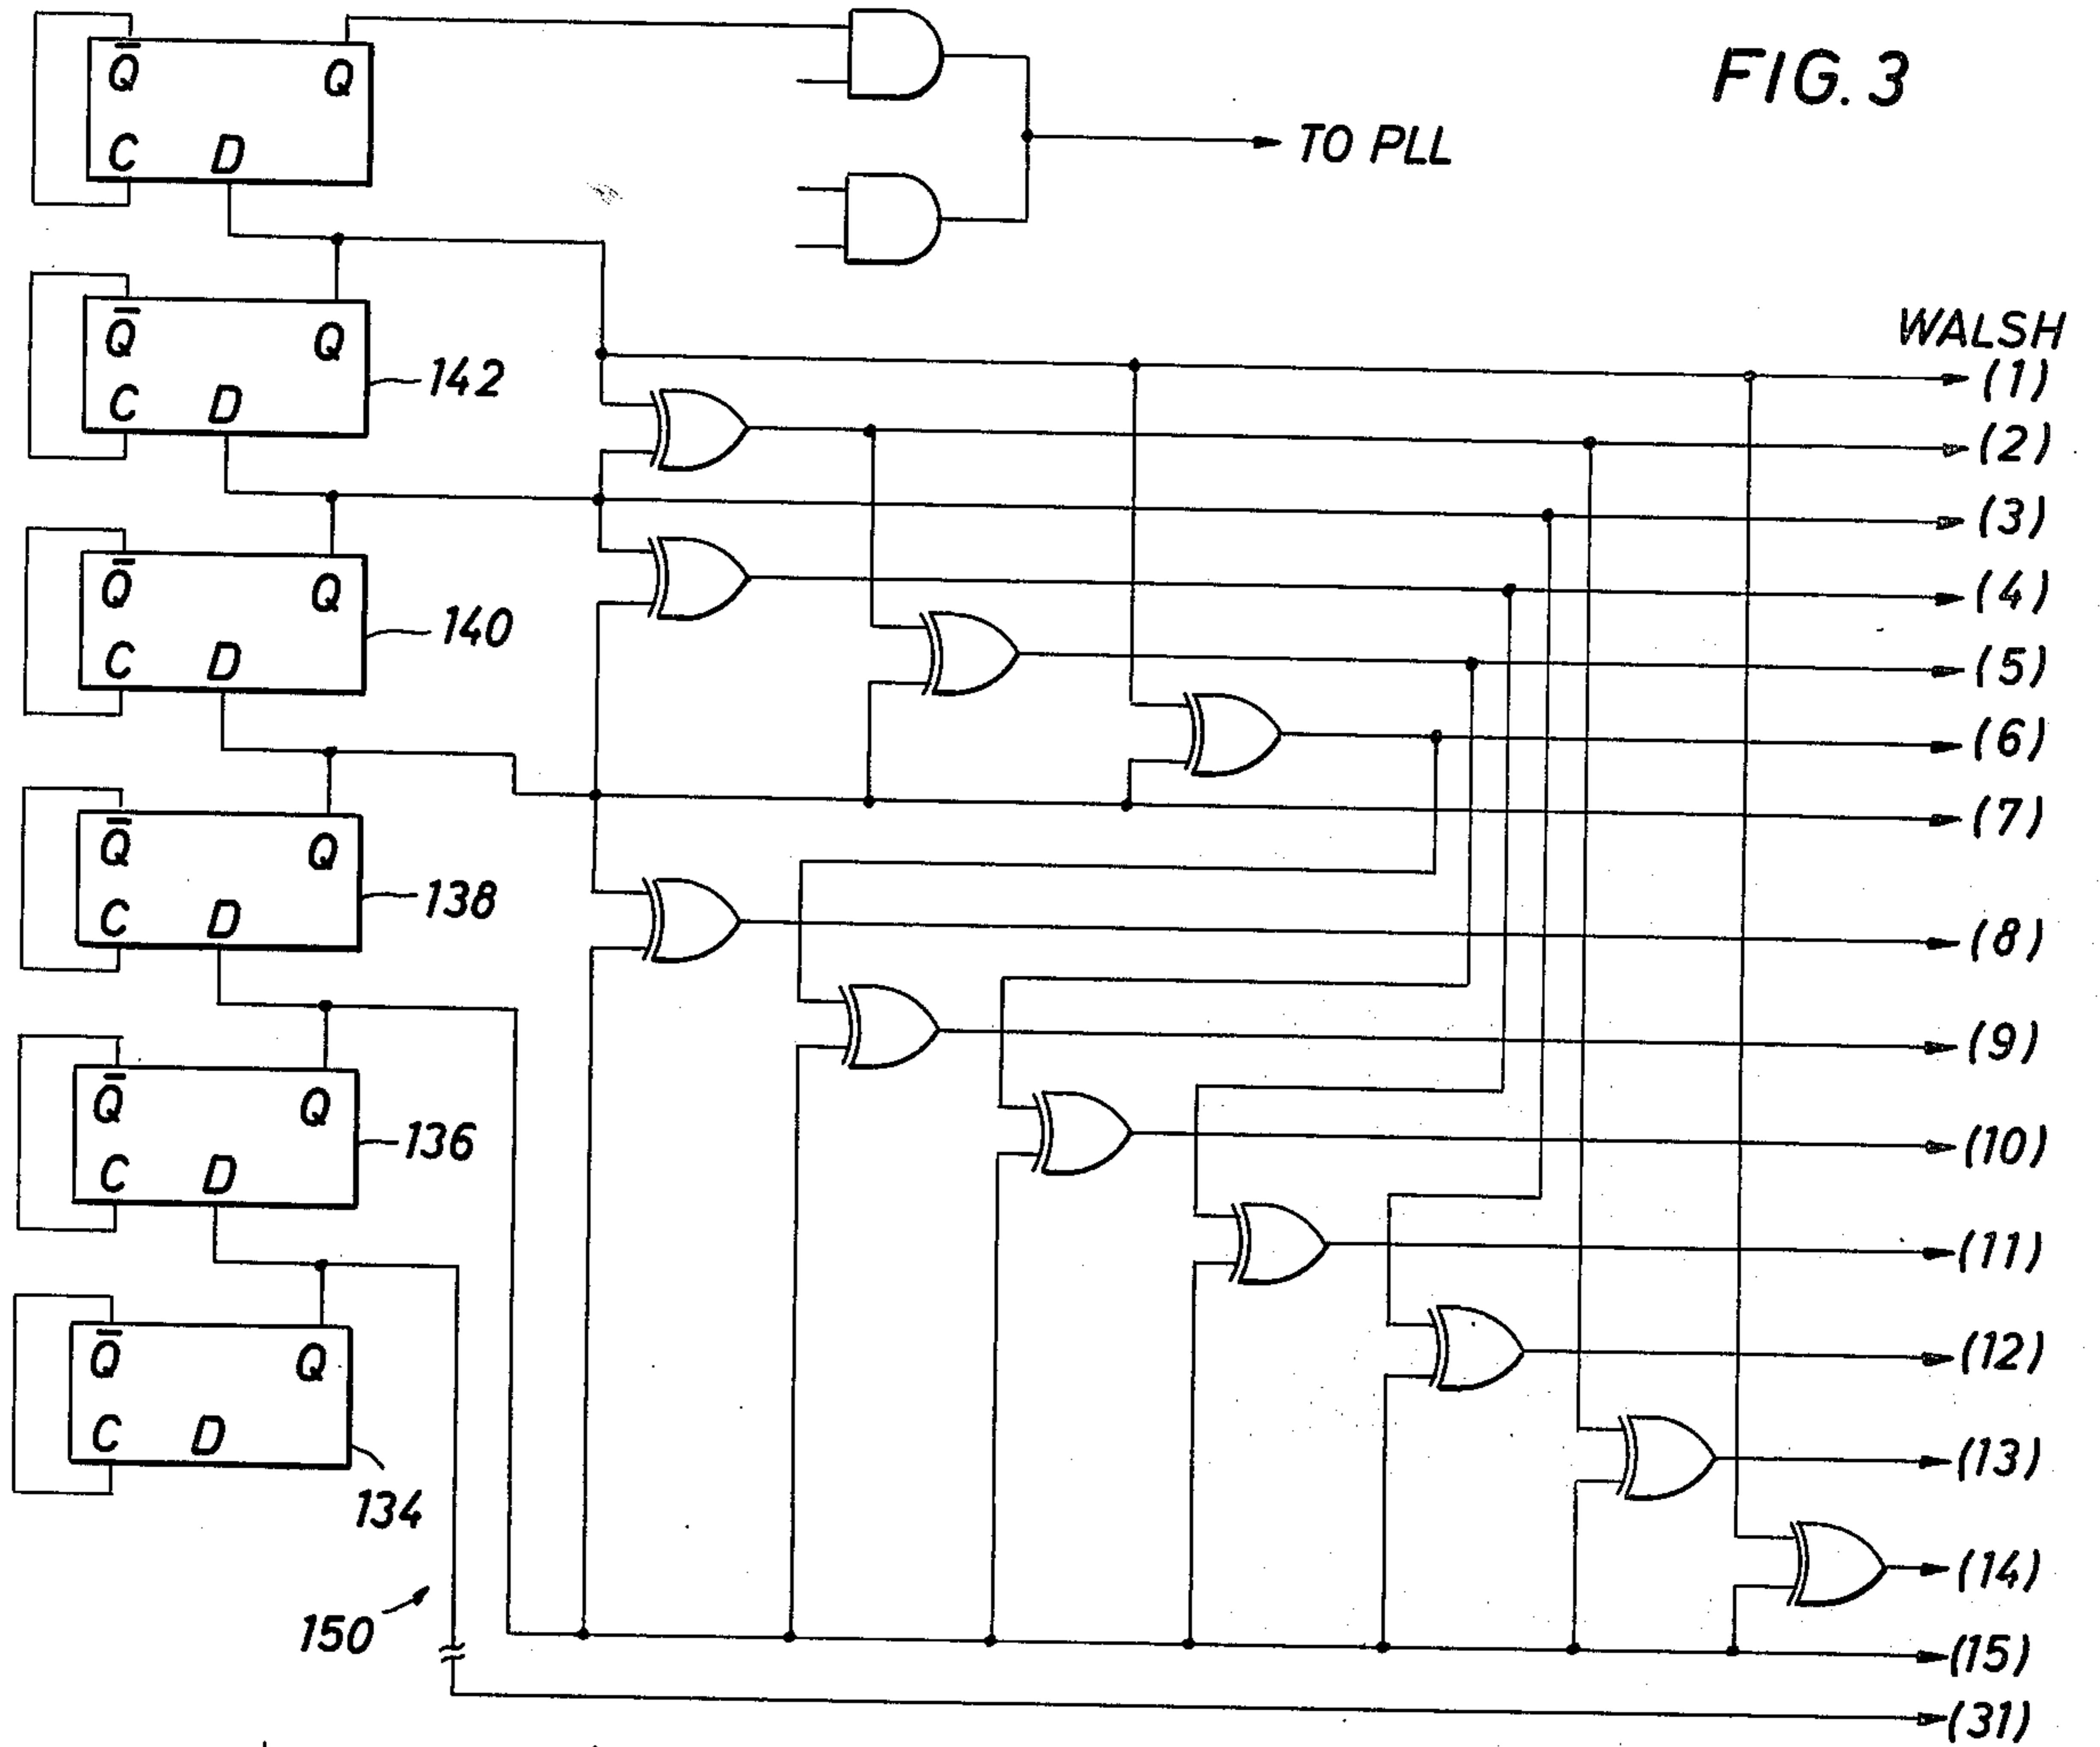 FIG. 3
Q̅ Q
C D
TO PLL
WALSH
(1)
Q̅ Q
C D
142
(2)
(3)
Q̅ Q
C D
140
(4)
(5)
(6)
(7)
Q̅ Q
C D
138
(8)
(9)
Q̅ Q
C D
136
(10)
(11)
Q̅ Q
C D
134
(12)
(13)
(14)
150
(15)
(31)